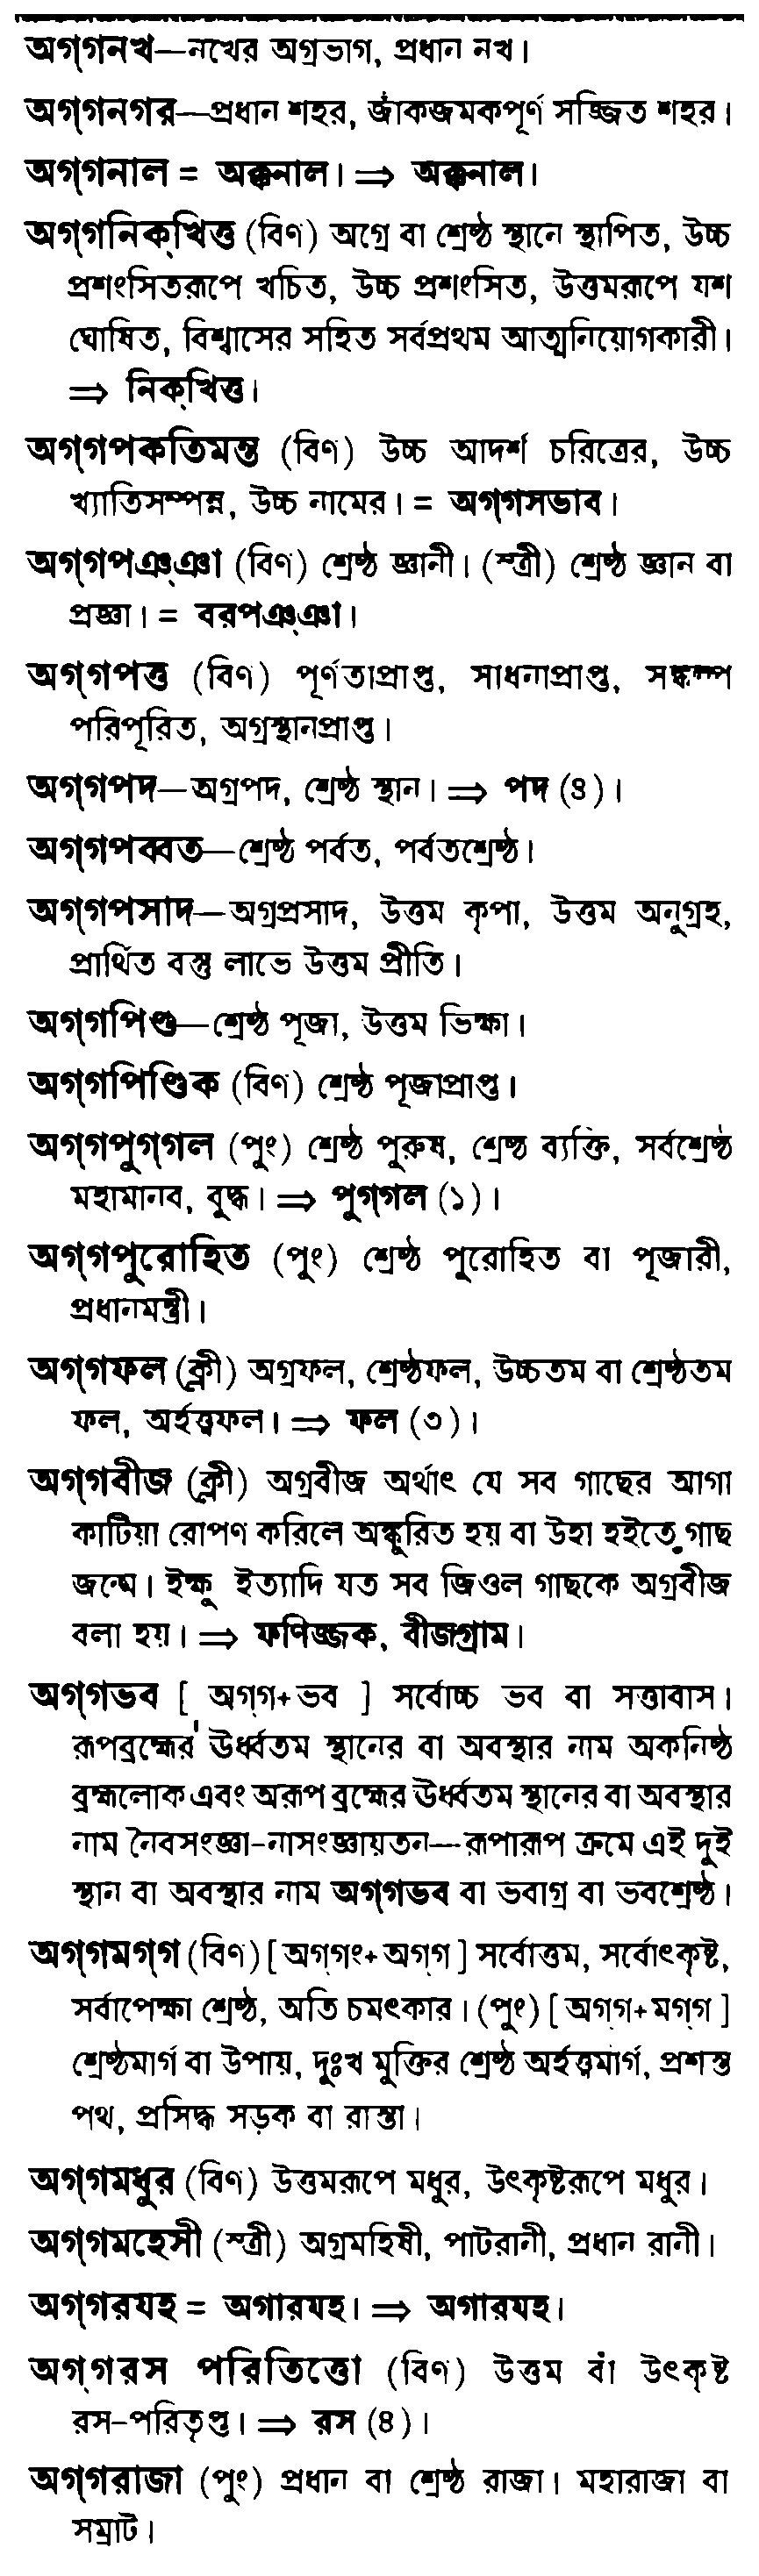 অগ্‌গনখ—নখের অগ্রভাগ, প্রধান নখ।
অগ্‌গনগর—প্রধান শহর, জাঁকজমকপূর্ণ সজ্জিত শহর।
অগ্‌গনাল = অক্কনাল। ⇒ অক্কনাল।
অগ্‌গনিক্‌খিত্ত (বিণ) অগ্রে বা শ্রেষ্ঠ স্থানে স্থাপিত, উচ্চ
প্রশংসিতরূপে খচিত, উচ্চ প্রশংসিত, উত্তমরূপে যশ
ঘোষিত, বিশ্বাসের সহিত সর্বপ্রথম আত্মনিয়োগকারী।
⇒ নিক্‌খিত্ত।
অগ্‌গপকতিমন্ত (বিণ) উচ্চ আদর্শ চরিত্রের, উচ্চ
খ্যাতিসম্পন্ন, উচ্চ নামের। = অগ্‌গসভাব।
অগ্‌গপঞ্‌ঞা (বিণ) শ্রেষ্ঠ জ্ঞানী। (স্ত্রী) শ্রেষ্ঠ জ্ঞান বা
প্রজ্ঞা। = বরপঞ্‌ঞা।
অগ্‌গপত্ত (বিণ) পূর্ণতাপ্রাপ্ত, সাধনাপ্রাপ্ত, সঙ্কল্প
পরিপূরিত, অগ্রস্থানপ্রাপ্ত।
অগ্‌গপদ—অগ্রপদ, শ্রেষ্ঠ স্থান। ⇒ পদ (৪)।
অগ্‌গপব্বত—শ্রেষ্ঠ পর্বত, পর্বতশ্রেষ্ঠ।
অগ্‌গপসাদ—অগ্রপ্রসাদ, উত্তম কৃপা, উত্তম অনুগ্রহ,
প্রার্থিত বস্তু লাভে উত্তম প্রীতি।
অগ্‌গপিণ্ড—শ্রেষ্ঠ পূজা, উত্তম ভিক্ষা।
অগ্‌গপিণ্ডিক (বিণ) শ্রেষ্ঠ পূজাপ্রাপ্ত।
অগ্‌গপুগ্‌গল (পুং) শ্রেষ্ঠ পুরুষ, শ্রেষ্ঠ ব্যক্তি, সর্বশ্রেষ্ঠ
মহামানব, বুদ্ধ। ⇒ পুগ্‌গল (১)।
অগ্‌গপুরোহিত (পুং) শ্রেষ্ঠ পুরোহিত বা পূজারী,
প্রধানমন্ত্রী।
অগ্‌গফল (ক্লী) অগ্রফল, শ্রেষ্ঠফল, উচ্চতম বা শ্রেষ্ঠতম
ফল, অর্হত্ত্বফল। ⇒ ফল (৩)।
অগ্‌গবীজ (ক্লী) অগ্রবীজ অর্থাৎ যে সব গাছের আগা
কাটিয়া রোপণ করিলে অঙ্কুরিত হয় বা উহা হইতে গাছ
জন্মে। ইক্ষু ইত্যাদি যত সব জিওল গাছকে অগ্রবীজ
বলা হয়। ⇒ ফণিজ্জক, বীজগ্রাম।
অগ্‌গভব [ অগ্‌গ+ভব ] সর্বোচ্চ ভব বা সত্তাবাস।
রূপব্রহ্মের ঊর্ধ্বতম স্থানের বা অবস্থার নাম অকনিষ্ঠ
ব্রহ্মলোক এবং অরূপ ব্রহ্মের ঊর্ধ্বতম স্থানের বা অবস্থার
নাম নৈবসংজ্ঞা-নাসংজ্ঞায়তন—রূপারূপ ক্রমে এই দুই
স্থান বা অবস্থার নাম অগ্‌গভব বা ভবাগ্র বা ভবশ্রেষ্ঠ।
অগ্‌গমগ্‌গ (বিণ) [ অগ্‌গং+অগ্‌গ ] সর্বোত্তম, সর্বোৎকৃষ্ট,
সর্বাপেক্ষা শ্রেষ্ঠ, অতি চমৎকার। (পুং) [ অগ্‌গ+মগ্‌গ ]
শ্রেষ্ঠমার্গ বা উপায়, দুঃখ মুক্তির শ্রেষ্ঠ অর্হত্ত্বমার্গ, প্রশস্ত
পথ, প্রসিদ্ধ সড়ক বা রাস্তা।
অগ্‌গমধুর (বিণ) উত্তমরূপে মধুর, উৎকৃষ্টরূপে মধুর।
অগ্‌গমহেসী (স্ত্রী) অগ্রমহিষী, পাটরানী, প্রধান রানী।
অগ্‌গরযহ = অগারযহ। ⇒ অগারযহ।
অগ্‌গরস পরিতিত্তো (বিণ) উত্তম বা উৎকৃষ্ট
রস-পরিতৃপ্ত। ⇒ রস (৪)।
অগ্‌গরাজা (পুং) প্রধান বা শ্রেষ্ঠ রাজা। মহারাজা বা
সম্রাট।